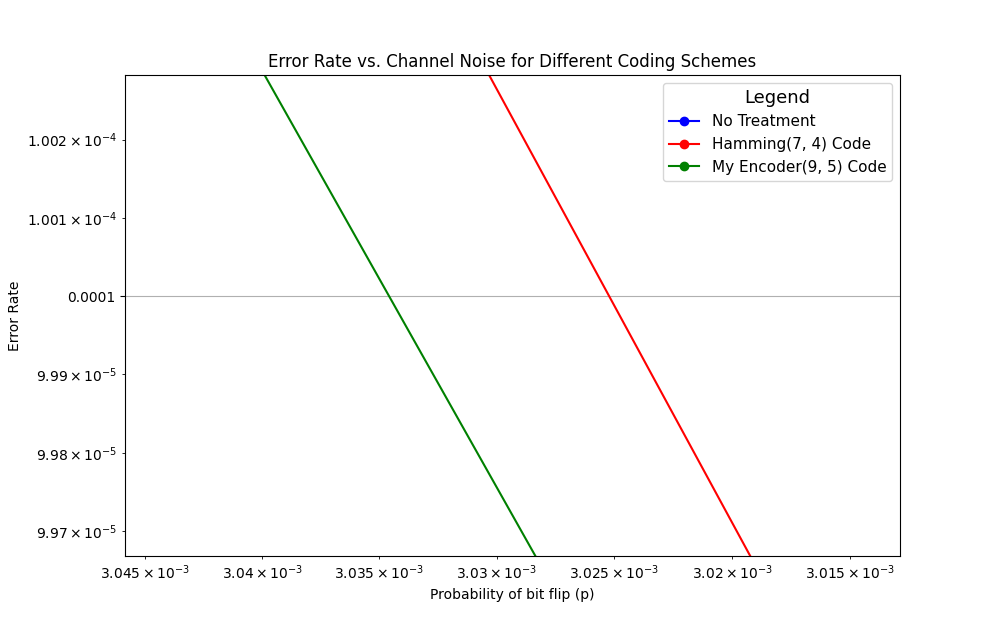 Error Rate vs. Channel Noise for Different Coding Schemes
Legend
No Treatment
Hamming(7, 4) Code
My Encoder(9, 5) Code
Error Rate
1.002 × 10⁻⁴
1.001 × 10⁻⁴
0.0001
9.99 × 10⁻⁵
9.98 × 10⁻⁵
9.97 × 10⁻⁵
3.045 × 10⁻³ 3.04 × 10⁻³ 3.035 × 10⁻³ 3.03 × 10⁻³ 3.025 × 10⁻³ 3.02 × 10⁻³ 3.015 × 10⁻³
Probability of bit flip (p)